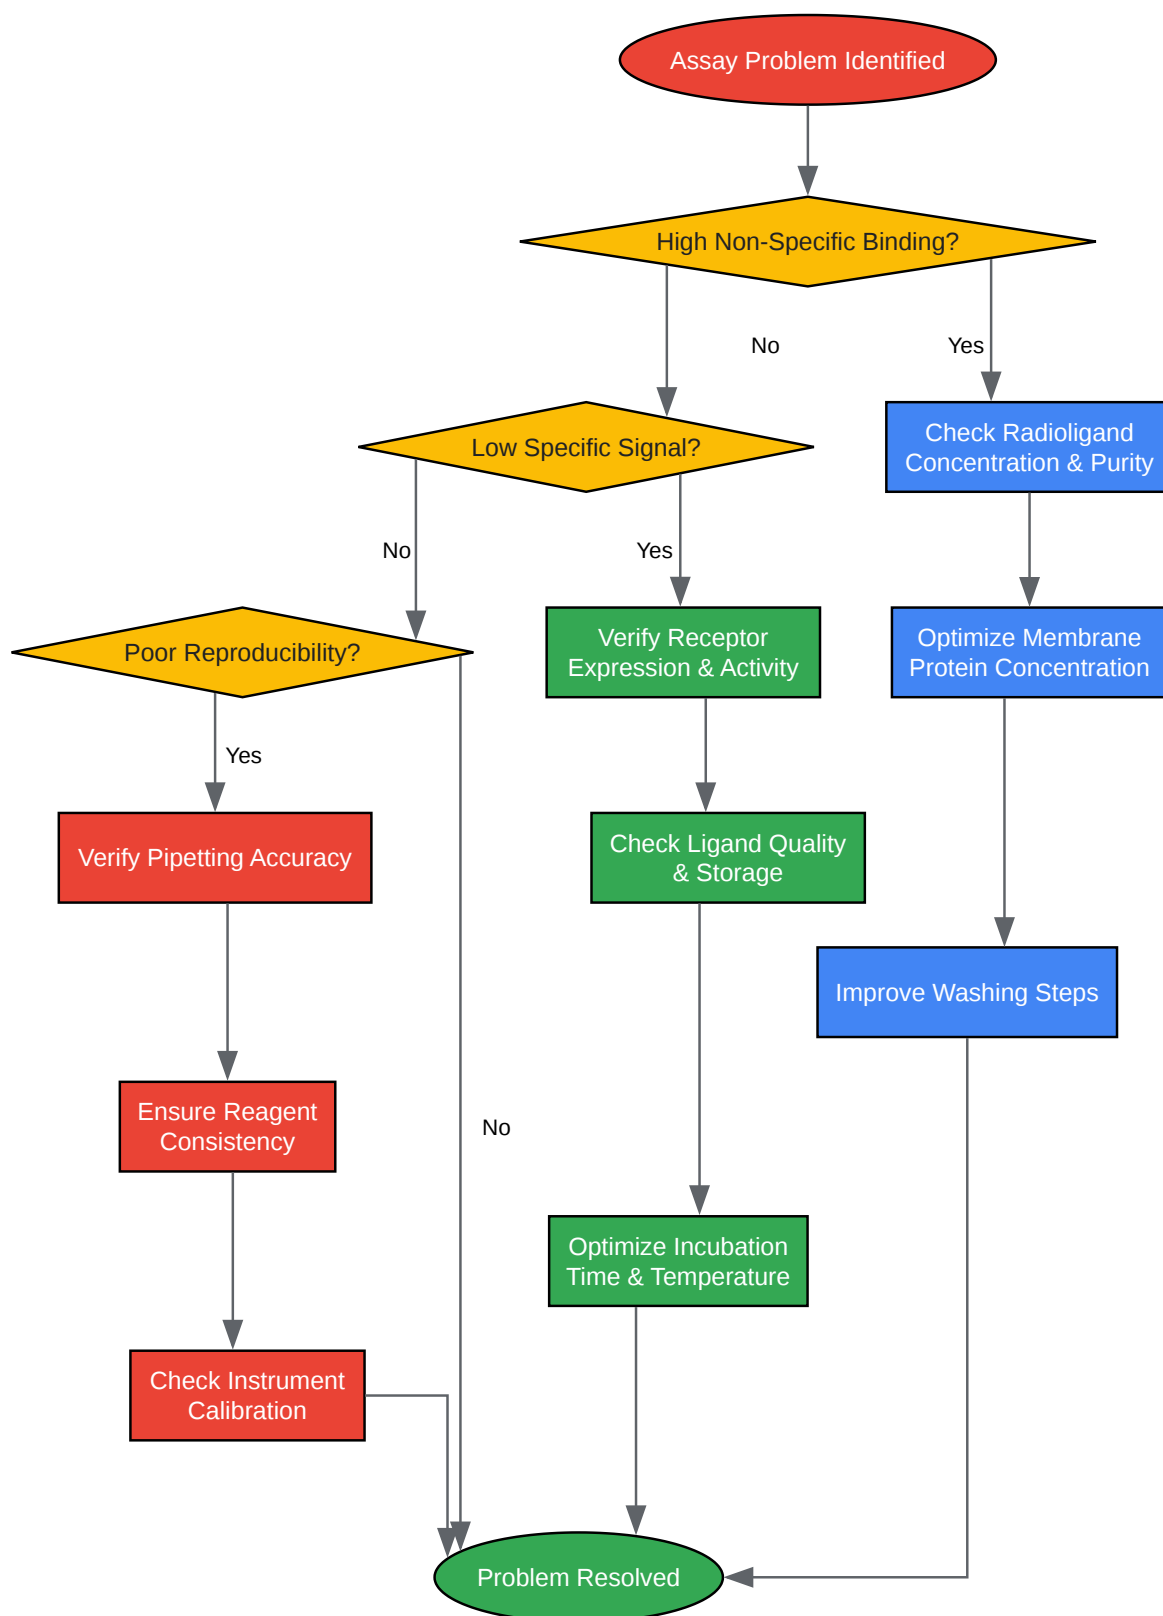 Assay Problem Identified
High Non-Specific Binding?
No
Yes
Low Specific Signal?
Check Radioligand
Concentration & Purity
No
Yes
Poor Reproducibility?
Verify Receptor
Expression & Activity
Optimize Membrane
Protein Concentration
Yes
Verify Pipetting Accuracy
Check Ligand Quality
& Storage
Improve Washing Steps
Ensure Reagent
Consistency
No
Optimize Incubation
Time & Temperature
Check Instrument
Calibration
Problem Resolved